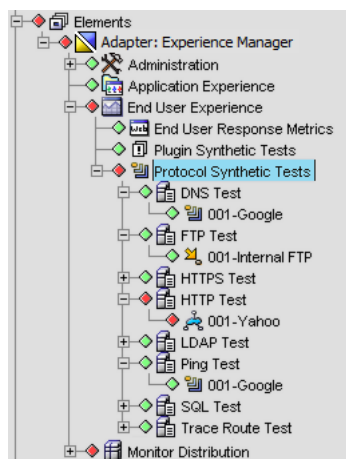 Elements
Adapter: Experience Manager
Administration
Application Experience
End User Experience
End User Response Metrics
Plugin Synthetic Tests
Protocol Synthetic Tests
DNS Test
001-Google
FTP Test
001-Internal FTP
HTTPS Test
HTTP Test
001-Yahoo
LDAP Test
Ping Test
001-Google
SQL Test
Trace Route Test
Monitor Distribution